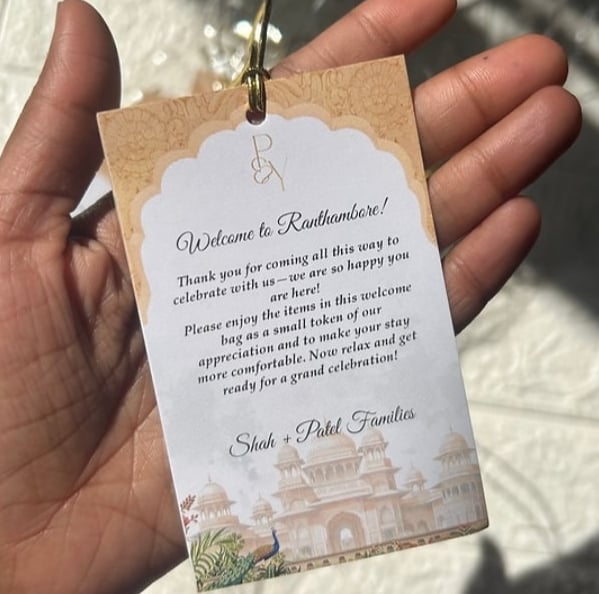 P
&Y
Welcome to Ranthambore!
Thank you for coming all this way to
celebrate with us—we are so happy you
are here!
Please enjoy the items in this welcome
bag as a small token of our
appreciation and to make your stay
more comfortable. Now relax and get
ready for a grand celebration!
Shah + Patel Families